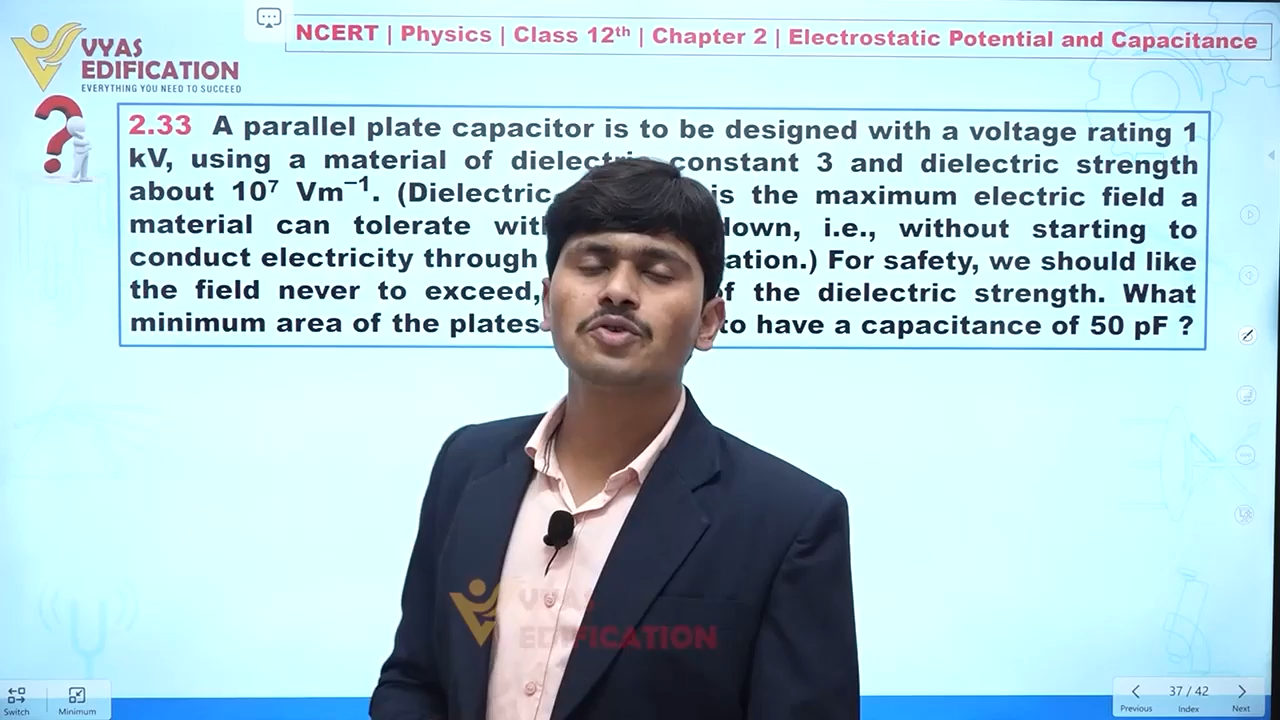 NCERT | Physics | Class 12th | Chapter 2 | Electrostatic Potential and Capacitance
VYAS
EDIFICATION
EVERYTHING YOU NEED TO SUCCEED
2.33 A parallel plate capacitor is to be designed with a voltage rating 1
kV, using a material of dielectric constant 3 and dielectric strength
about 10⁷ Vm⁻¹. (Dielectric is the maximum electric field a
material can tolerate down, i.e., without starting to
conduct electricity through ation.) For safety, we should like
the field never to exceed, of the dielectric strength. What
minimum area of the plates to have a capacitance of 50 pF ?
VYAS
EDIFICATION
Switch
Minimum
37 / 42
Previous Index Next